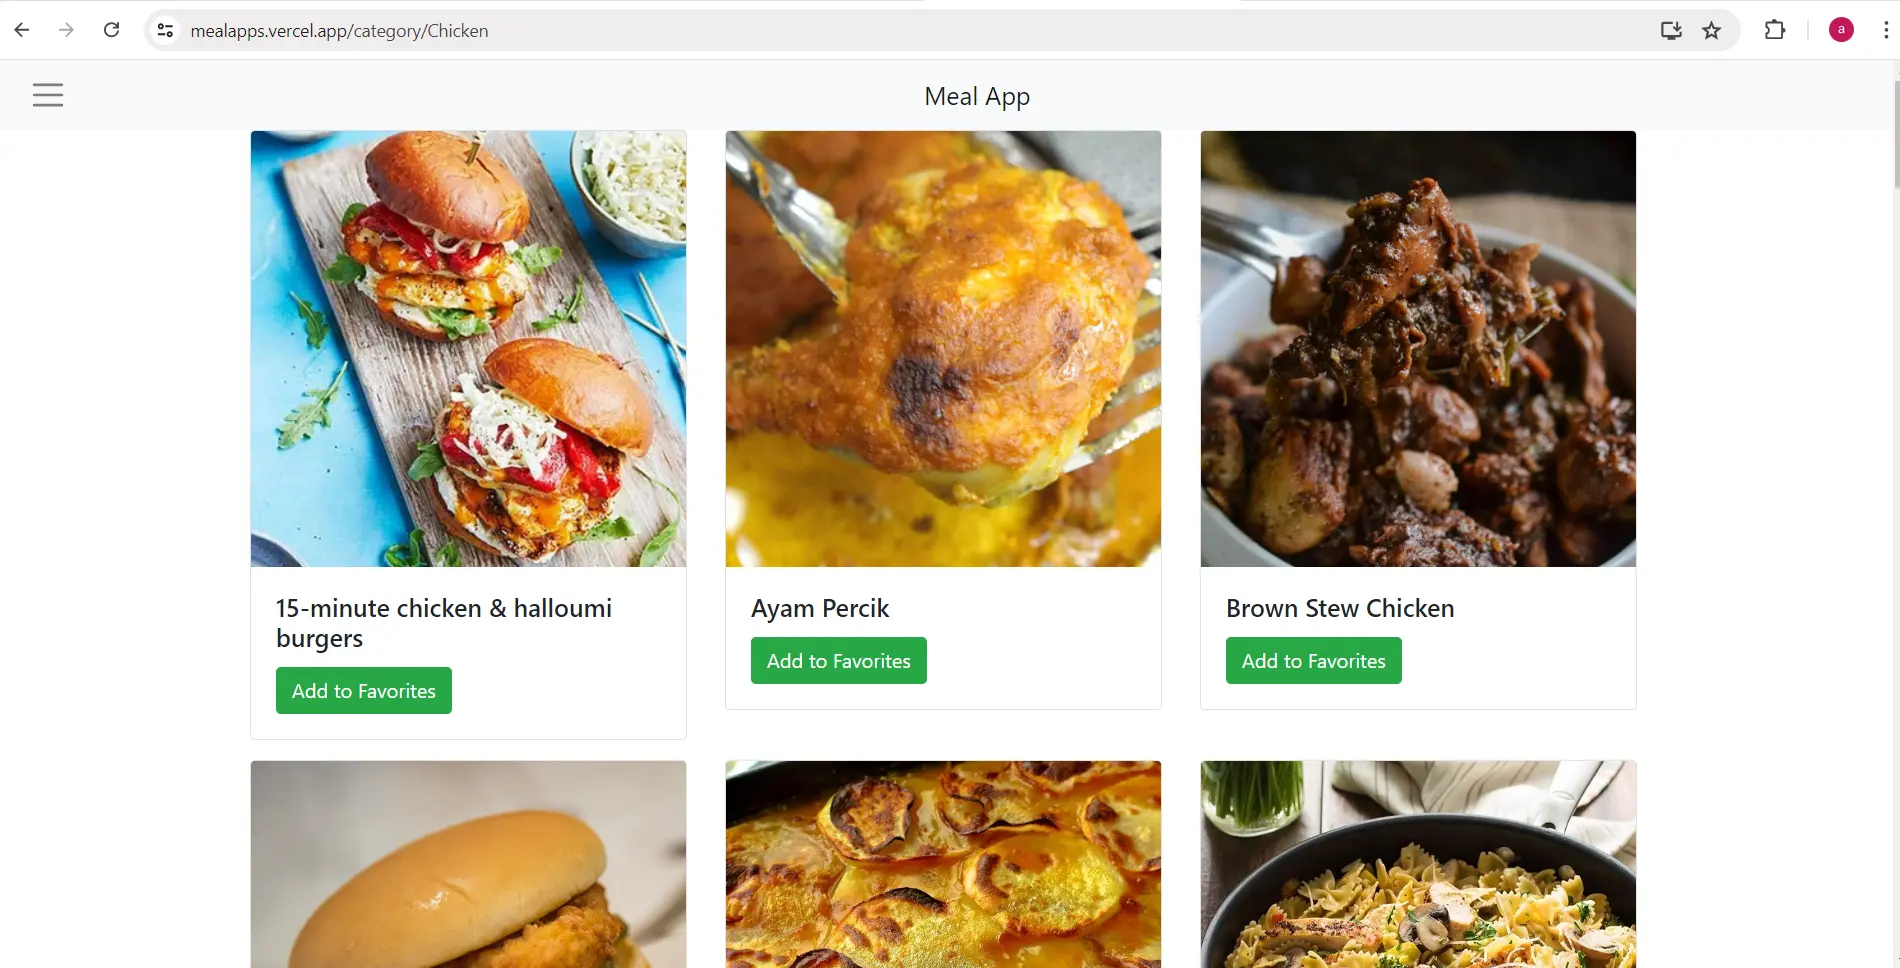 mealapps.vercel.app/category/Chicken
a
Meal App
15-minute chicken & halloumi
burgers
Add to Favorites
Ayam Percik
Add to Favorites
Brown Stew Chicken
Add to Favorites